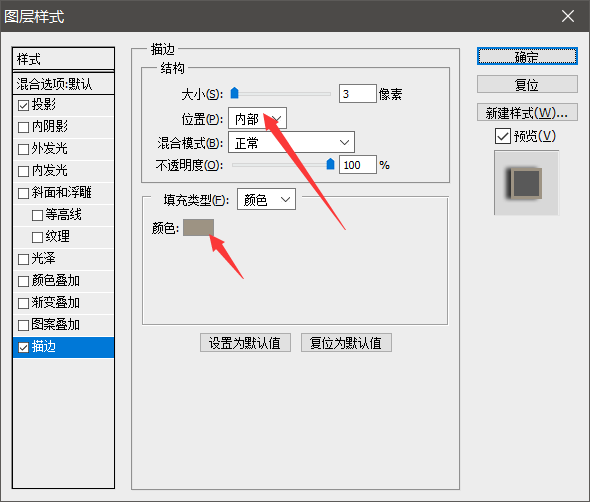 图层样式
样式
混合选项:默认
投影
内阴影
外发光
内发光
斜面和浮雕
等高线
纹理
光泽
颜色叠加
渐变叠加
图案叠加
描边
描边
结构
大小(S): 3 像素
位置(P): 内部
混合模式(B): 正常
不透明度(O): 100 %
填充类型(F): 颜色
颜色:
设置为默认值 复位为默认值
确定
复位
新建样式(W)...
预览(V)